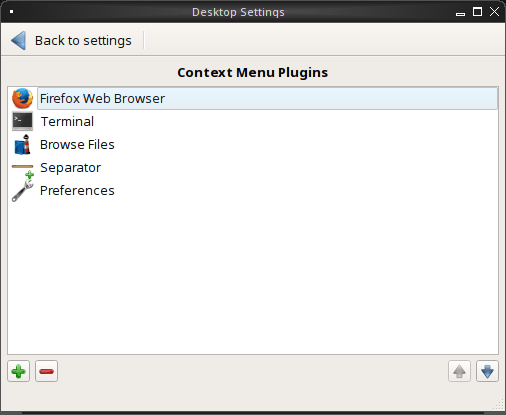 Desktop Settings
Back to settings
Context Menu Plugins
Firefox Web Browser
Terminal
Browse Files
Separator
Preferences